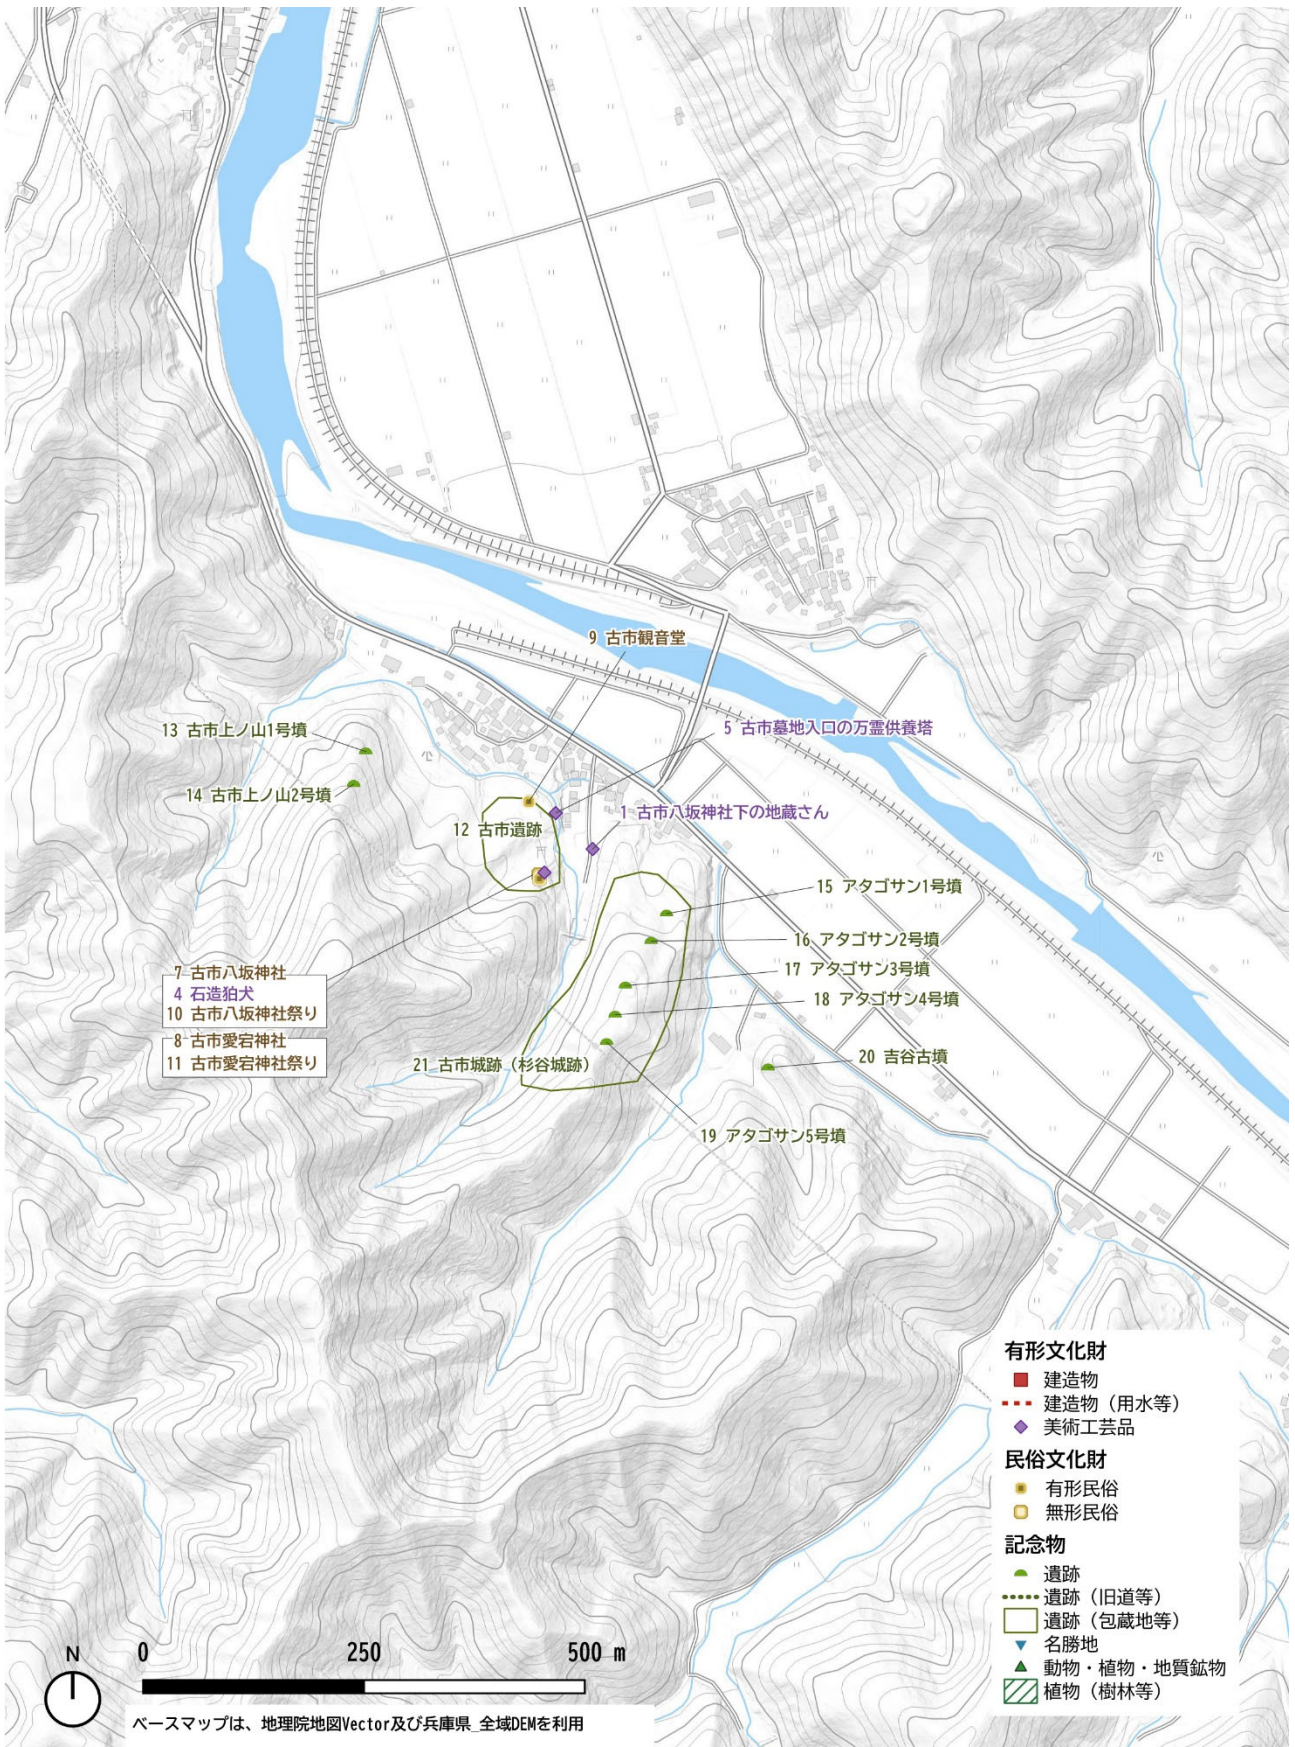 9 古市観音堂
13 古市上ノ山1号墳
5 古市墓地入口の万霊供養塔
14 古市上ノ山2号墳
1 古市八坂神社下の地蔵さん
12 古市遺跡
15 アタゴサン1号墳
16 アタゴサン2号墳
17 アタゴサン3号墳
7 古市八坂神社
4 石造狛犬
10 古市八坂神社祭り
18 アタゴサン4号墳
8 古市愛宕神社
11 古市愛宕神社祭り
21 古市城跡（杉谷城跡）
20 吉谷古墳
19 アタゴサン5号墳
有形文化財
建造物
建造物（用水等）
美術工芸品
民俗文化財
有形民俗
無形民俗
記念物
遺跡
遺跡（旧道等）
遺跡（包蔵地等）
名勝地
動物・植物・地質鉱物
植物（樹林等）
N
0 250 500 m
ベースマップは、地理院地図Vector及び兵庫県_全域DEMを利用